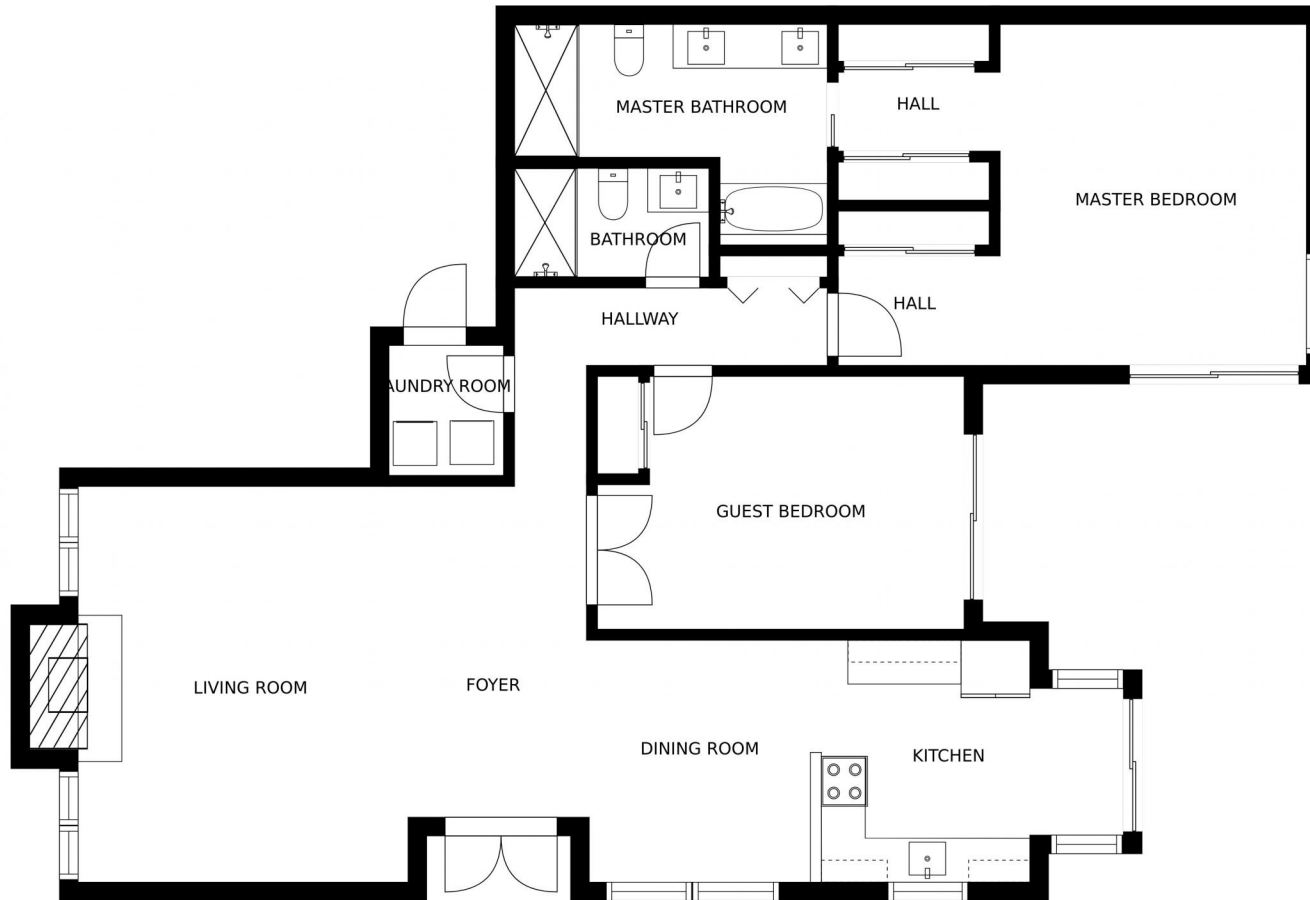 MASTER BATHROOM
HALL
MASTER BEDROOM
BATHROOM
HALL
HALLWAY
AUNDRY ROOM
GUEST BEDROOM
LIVING ROOM
FOYER
DINING ROOM
KITCHEN